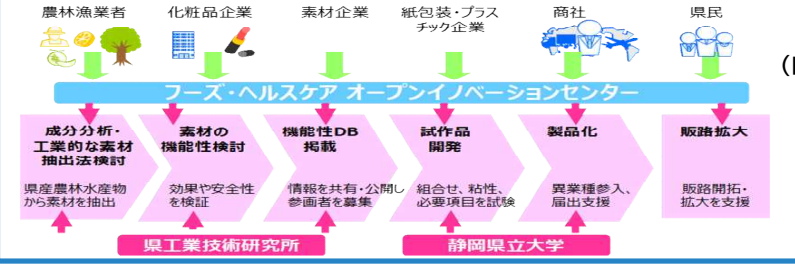 農林漁業者
化粧品企業
素材企業
紙包装・プラス
チック企業
商社
県民
フーズ・ヘルスケア オープンイノベーションセンター
成分分析・
工業的な素材
抽出法検討
県産農林水産物
から素材を抽出
素材の
機能性検討
効果や安全性
を検証
機能性DB
掲載
情報を共有・公開し
参画者を募集
試作品
開発
組合せ、粘性、
必要項目を試験
製品化
異業種参入、
届出支援
販路拡大
販路開拓・
拡大を支援
県工業技術研究所
静岡県立大学